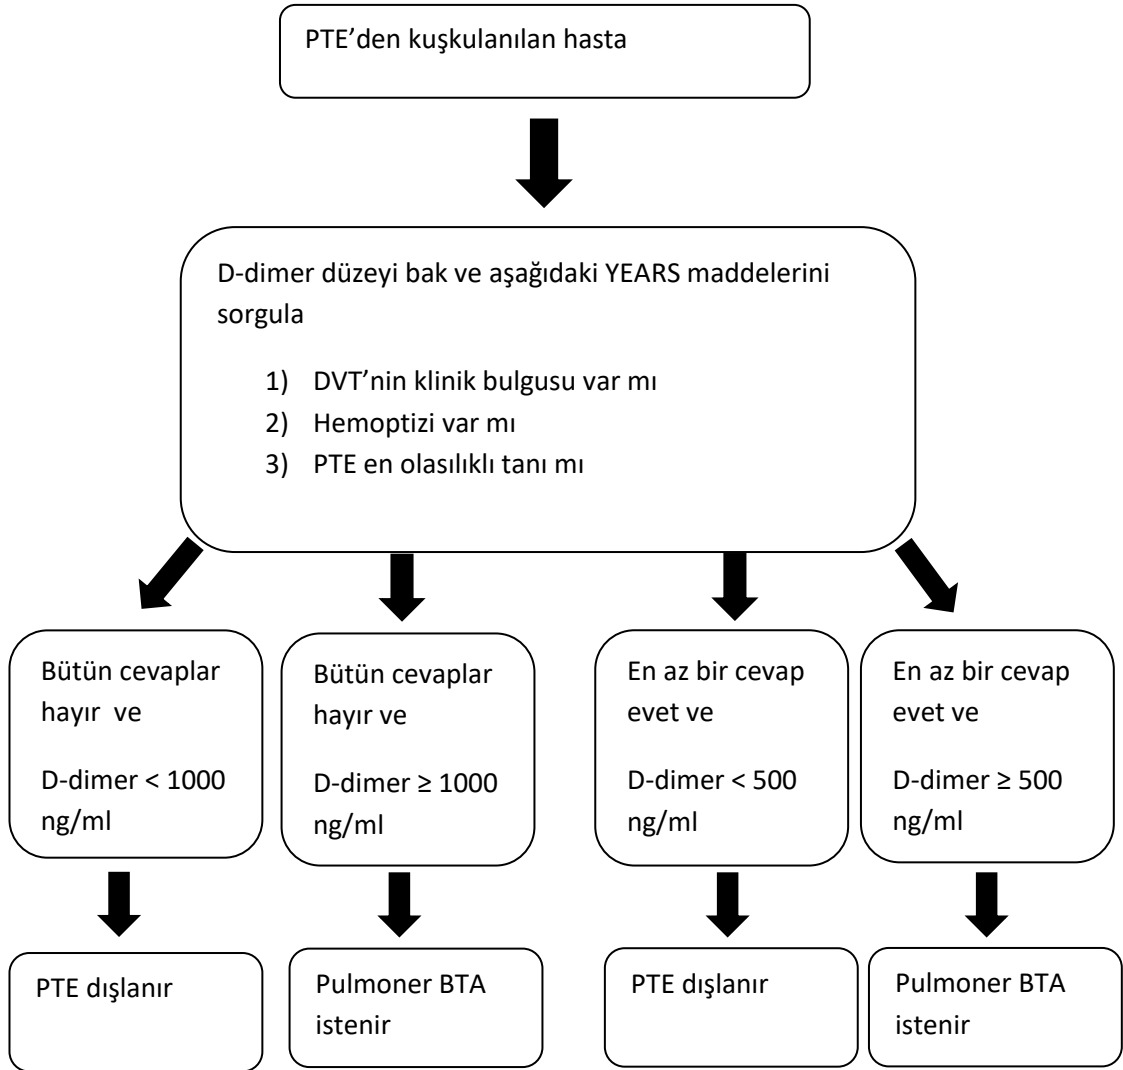 PTE’den kuşkulanılan hasta
D-dimer düzeyi bak ve aşağıdaki YEARS maddelerini
sorgula
1) DVT’nin klinik bulgusu var mı
2) Hemoptizi var mı
3) PTE en olasılıklı tanı mı
Bütün cevaplar
hayır ve
D-dimer < 1000
ng/ml
Bütün cevaplar
hayır ve
D-dimer ≥ 1000
ng/ml
En az bir cevap
evet ve
D-dimer < 500
ng/ml
En az bir cevap
evet ve
D-dimer ≥ 500
ng/ml
PTE dışlanır
Pulmoner BTA
istenir
PTE dışlanır
Pulmoner BTA
istenir